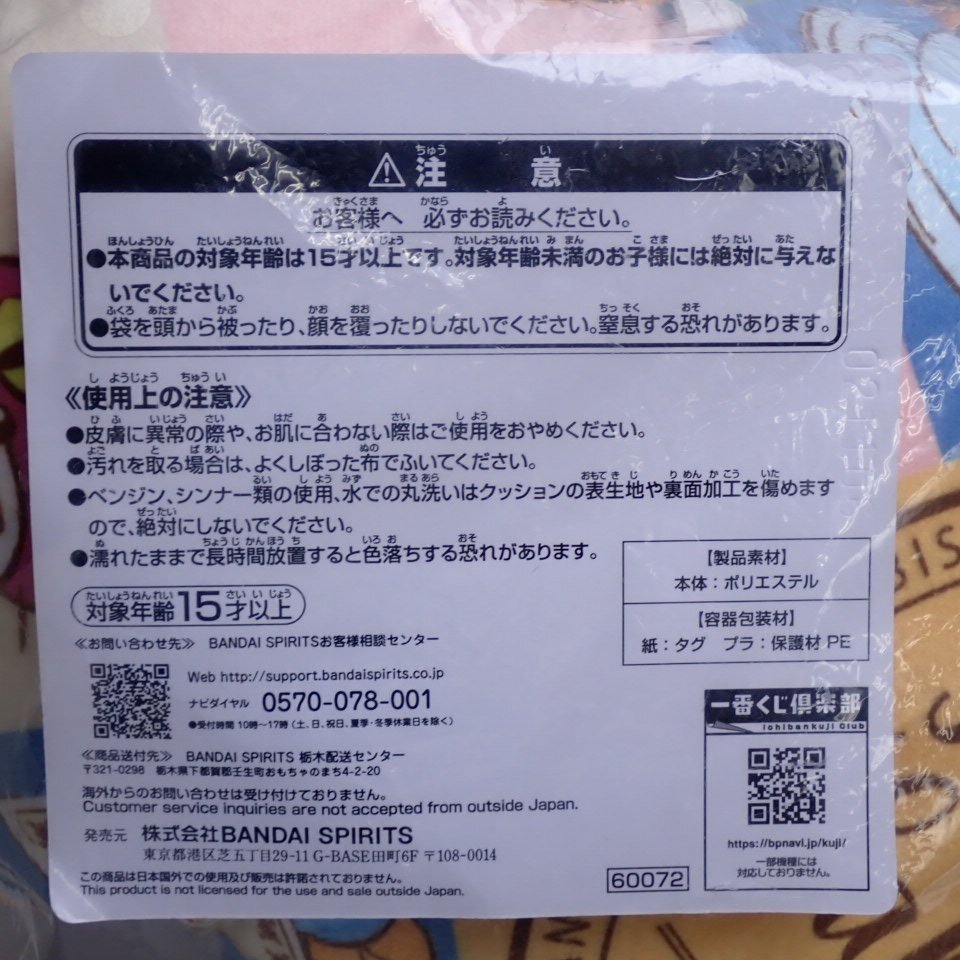 ⚠注意
お客様へ 必ずお読みください。
●本商品の対象年齢は15才以上です。対象年齢未満のお子様には絶対に与えな
いでください。
●袋を頭から被ったり、顔を覆ったりしないでください。窒息する恐れがあります。
《使用上の注意》
●皮膚に異常の際や、お肌に合わない際はご使用をおやめください。
●汚れを取る場合は、よくしぼった布でふいてください。
●ベンジン、シンナー類の使用、水での丸洗いはクッションの表生地や裏面加工を傷めます
ので、絶対にしないでください。
●濡れたままで長時間放置すると色落ちする恐れがあります。
対象年齢15才以上
【製品素材】
本体：ポリエステル
【容器包装材】
紙：タグ プラ：保護材 PE
≪お問い合わせ先≫ BANDAI SPIRITSお客様相談センター
Web http://support.bandaispirits.co.jp
ナビダイヤル 0570-078-001
●受付時間 10時〜17時（土、日、祝日、夏季・冬季休業日を除く）
≪商品送付先≫ BANDAI SPIRITS 栃木配送センター
〒321-0298 栃木県下都賀郡壬生町おもちゃのまち4-2-20
海外からのお問い合わせは受け付けておりません。
Customer service inquiries are not accepted from outside Japan.
発売元 株式会社BANDAI SPIRITS
東京都港区芝五丁目29-11 G-BASE田町6F 〒108-0014
この商品は日本国外での使用及び販売は許諾されておりません。
This product is not licensed for the use and sale outside Japan.
60072
一番くじ倶楽部
Ichibankuji Club
https://bpnavi.jp/kuji/
一部機種には
対応しておりません。